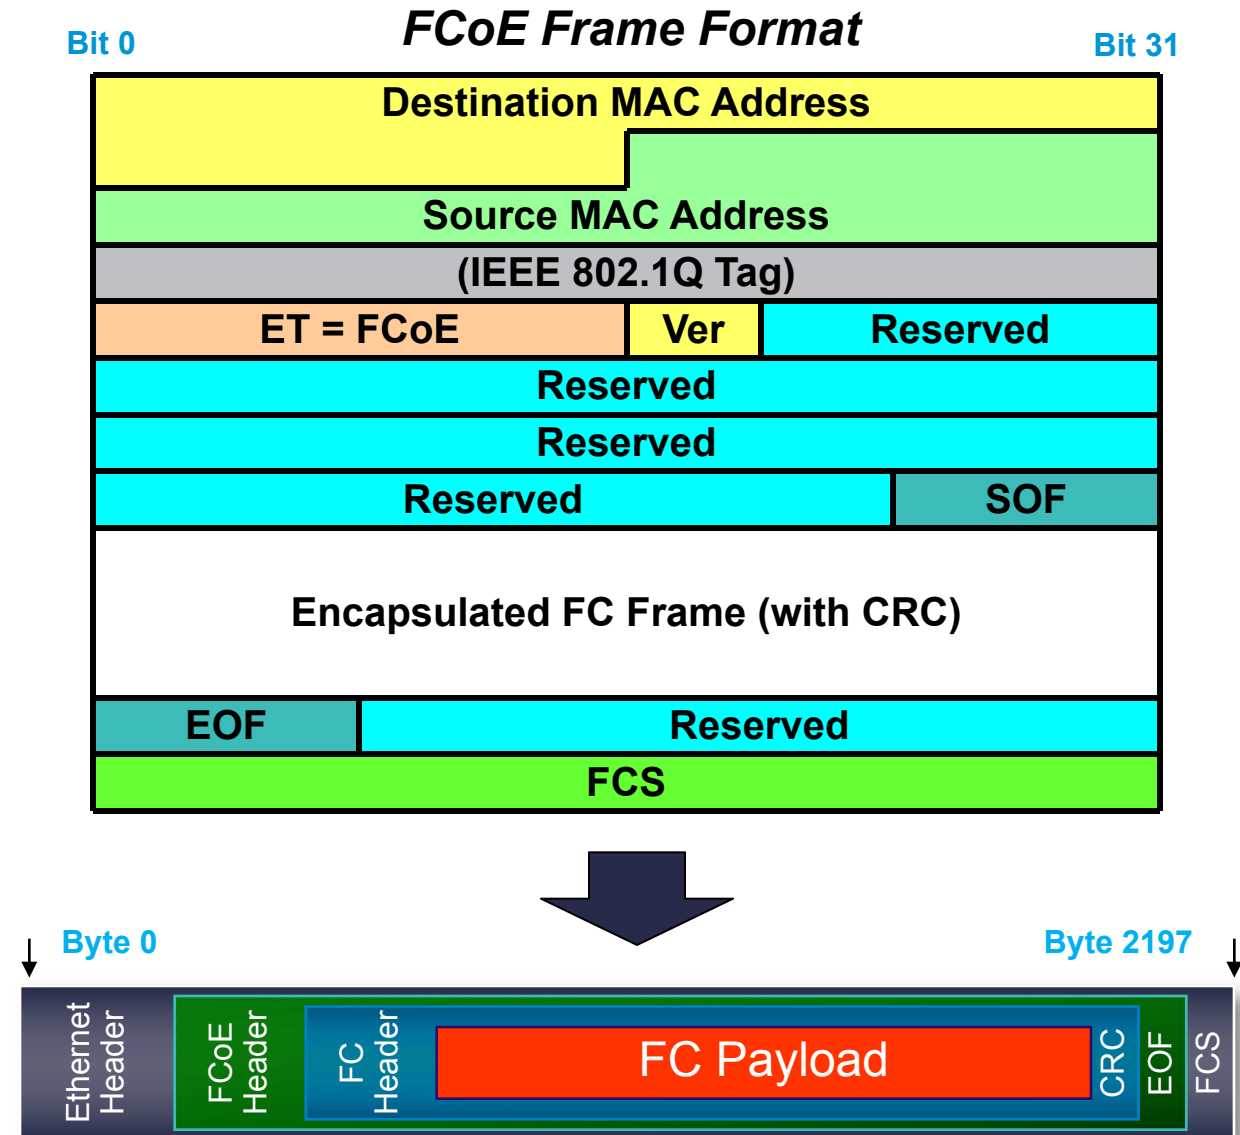 FCoE Frame Format
Bit 0
Bit 31
Destination MAC Address
Source MAC Address
(IEEE 802.1Q Tag)
ET = FCoE
Ver
Reserved
Reserved
Reserved
Reserved
SOF
Encapsulated FC Frame (with CRC)
EOF
Reserved
FCS
Byte 0
Byte 2197
Ethernet
Header
FCoE
Header
FC
Header
FC Payload
CRC
EOF
FCS